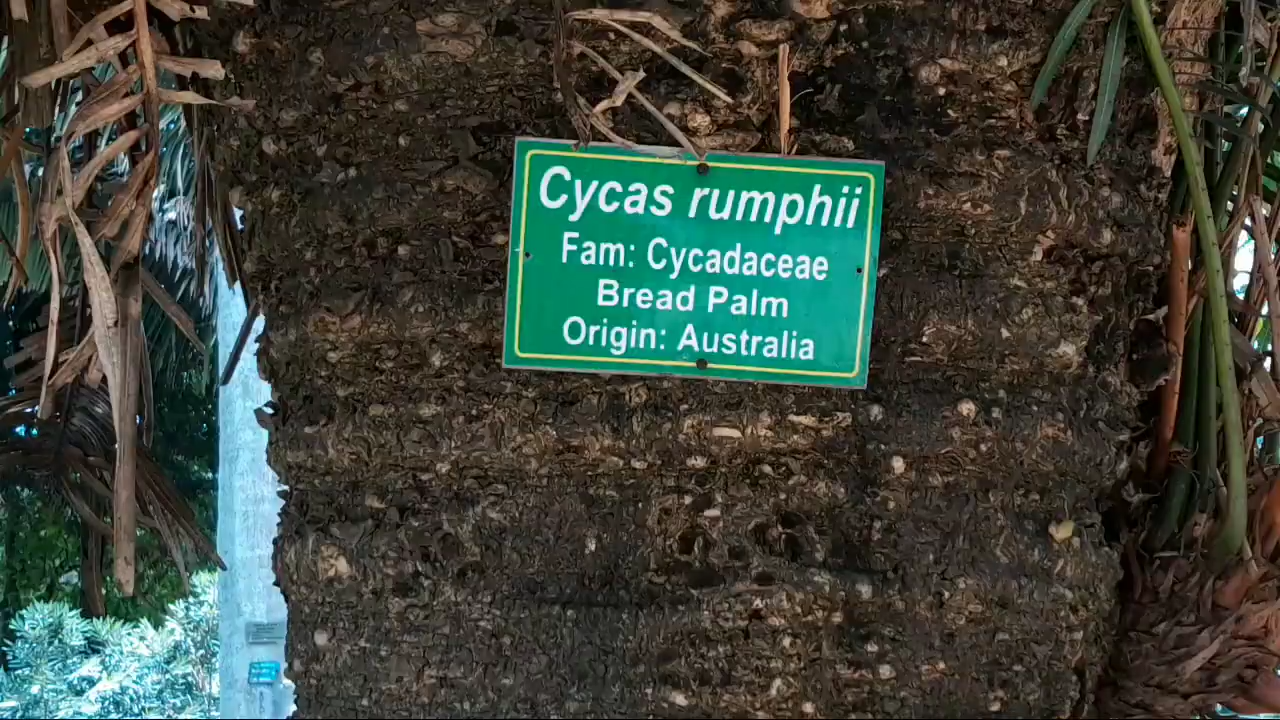 Cycas rumphii
Fam: Cycadaceae
Bread Palm
Origin: Australia